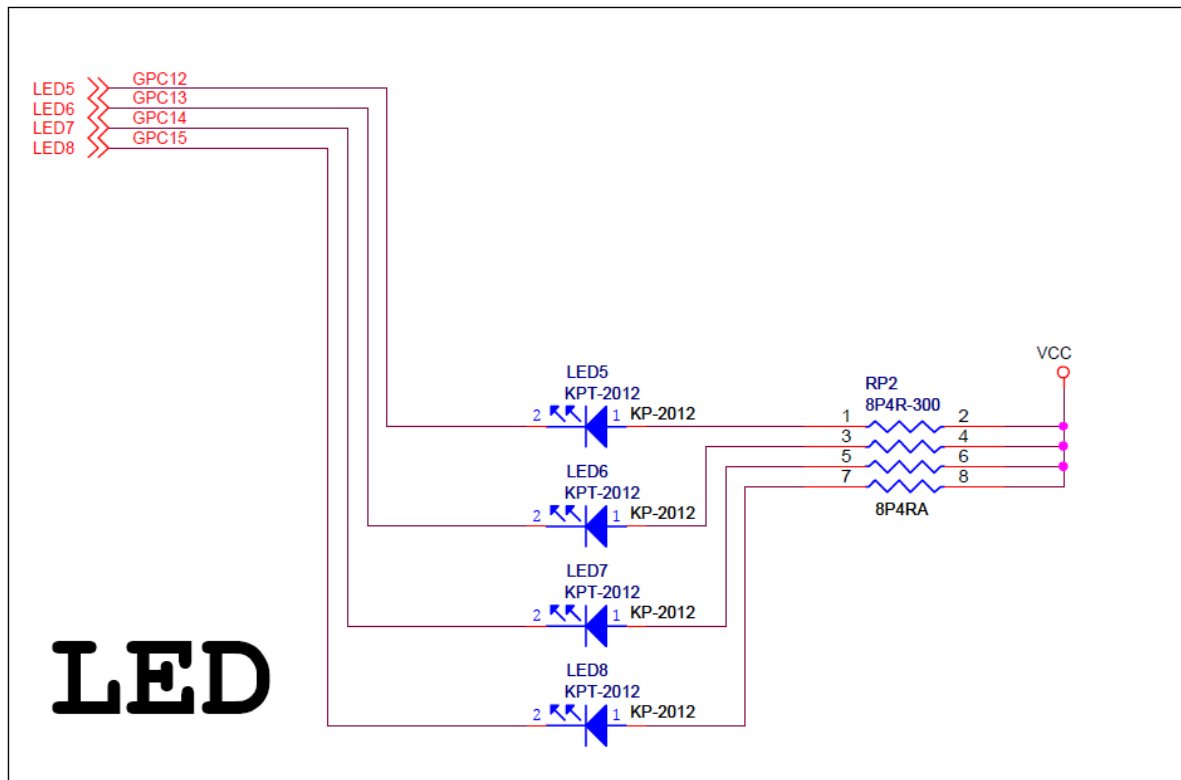 LED5 GPC12
LED6 GPC13
LED7 GPC14
LED8 GPC15
VCC
LED5
KPT-2012
2 1 KP-2012
RP2
8P4R-300
1 2
3 4
5 6
7 8
8P4RA
LED6
KPT-2012
2 1 KP-2012
LED7
KPT-2012
2 1 KP-2012
LED8
KPT-2012
2 1 KP-2012
LED